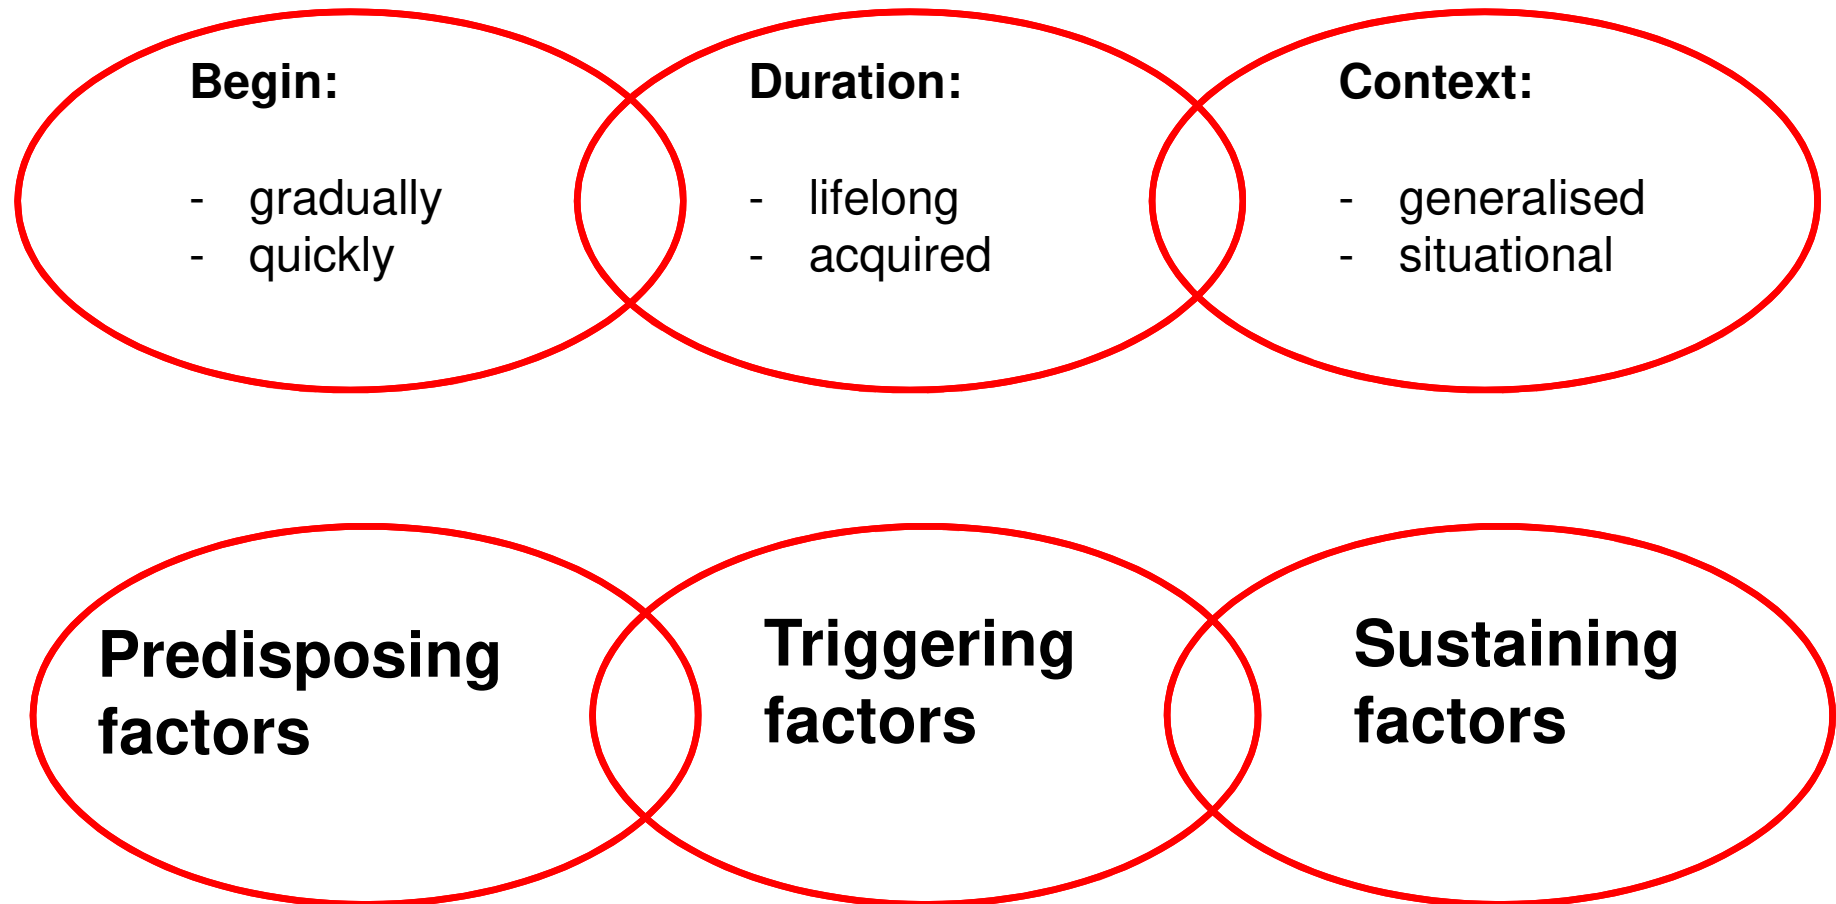 Begin:
- gradually
- quickly
Duration:
- lifelong
- acquired
Context:
- generalised
- situational
Predisposing
factors
Triggering
factors
Sustaining
factors